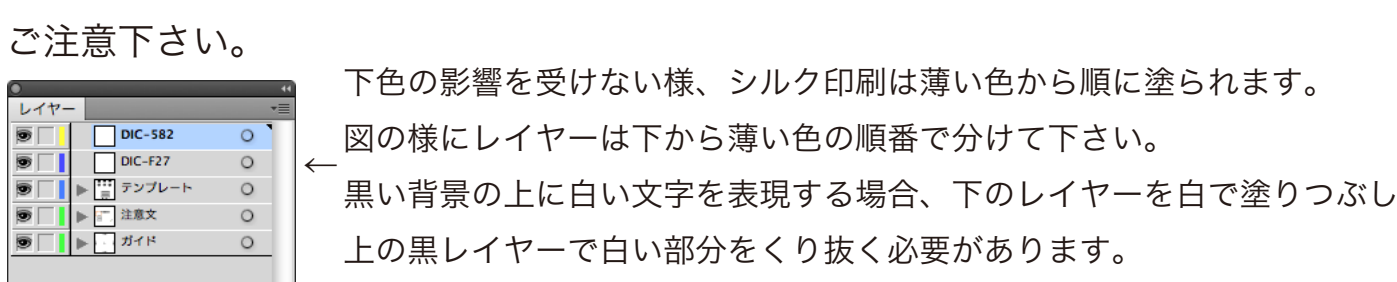 ご注意下さい。
レイヤー
DIC-582
DIC-F27
テンプレート
注意文
ガイド
←
下色の影響を受けない様、シルク印刷は薄い色から順に塗られます。
図の様にレイヤーは下から薄い色の順番で分けて下さい。
黒い背景の上に白い文字を表現する場合、下のレイヤーを白で塗りつぶし
上の黒レイヤーで白い部分をくり抜く必要があります。